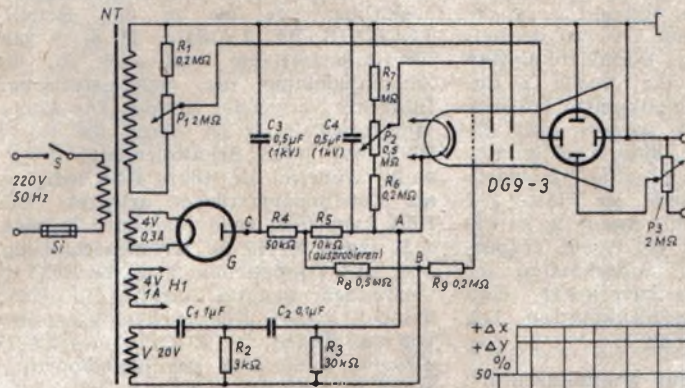 NT
R1
0,2MΩ
P1 2MΩ
S
220V
50 Hz
Si
4V
0,3A
G
4V
1A
H1
V 20V
C3
0,5µF
(1kV)
C4
0,5µF
(1kV)
R7
1
MΩ
P2
0,5
MΩ
R6
0,2MΩ
DG9-3
P3
2 MΩ
C
R4
50kΩ
R5
10kΩ
(ausprobieren)
A
B
R8 0,5MΩ
R9 0,2MΩ
C1 1µF
C2 0,1µF
R2
3kΩ
R3
30kΩ
+ΔX
+ΔY
%
50